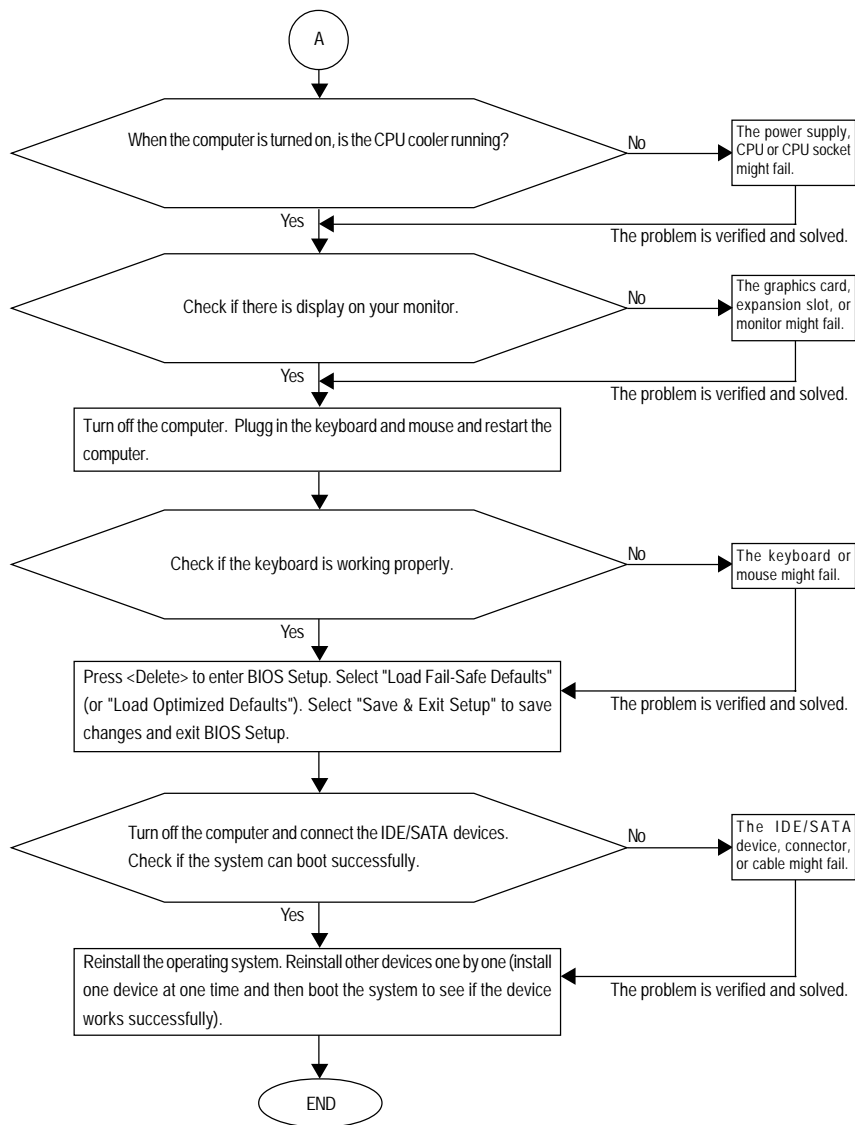 A
When the computer is turned on, is the CPU cooler running?
No
The power supply,
CPU or CPU socket
might fail.
Yes
The problem is verified and solved.
Check if there is display on your monitor.
No
The graphics card,
expansion slot, or
monitor might fail.
Yes
The problem is verified and solved.
Turn off the computer. Plugg in the keyboard and mouse and restart the
computer.
Check if the keyboard is working properly.
No
The keyboard or
mouse might fail.
Yes
Press <Delete> to enter BIOS Setup. Select "Load Fail-Safe Defaults"
(or "Load Optimized Defaults"). Select "Save & Exit Setup" to save
changes and exit BIOS Setup.
The problem is verified and solved.
Turn off the computer and connect the IDE/SATA devices.
Check if the system can boot successfully.
No
The IDE/SATA
device, connector,
or cable might fail.
Yes
Reinstall the operating system. Reinstall other devices one by one (install
one device at one time and then boot the system to see if the device
works successfully).
The problem is verified and solved.
END